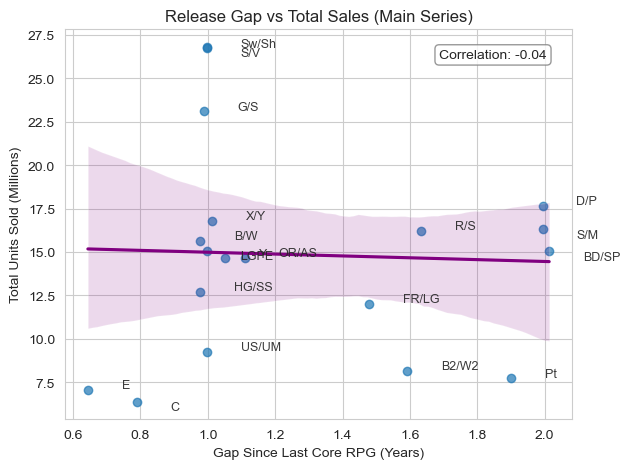 Release Gap vs Total Sales (Main Series)
Correlation: -0.04
Total Units Sold (Millions)
27.5
25.0
22.5
20.0
17.5
15.0
12.5
10.0
7.5
Sw/Sh
S/V
G/S
D/P
X/Y
R/S
S/M
B/W
Y
OR/AS
LGPE
BD/SP
HG/SS
FR/LG
US/UM
B2/W2
Pt
E
C
0.6
0.8
1.0
1.2
1.4
1.6
1.8
2.0
Gap Since Last Core RPG (Years)